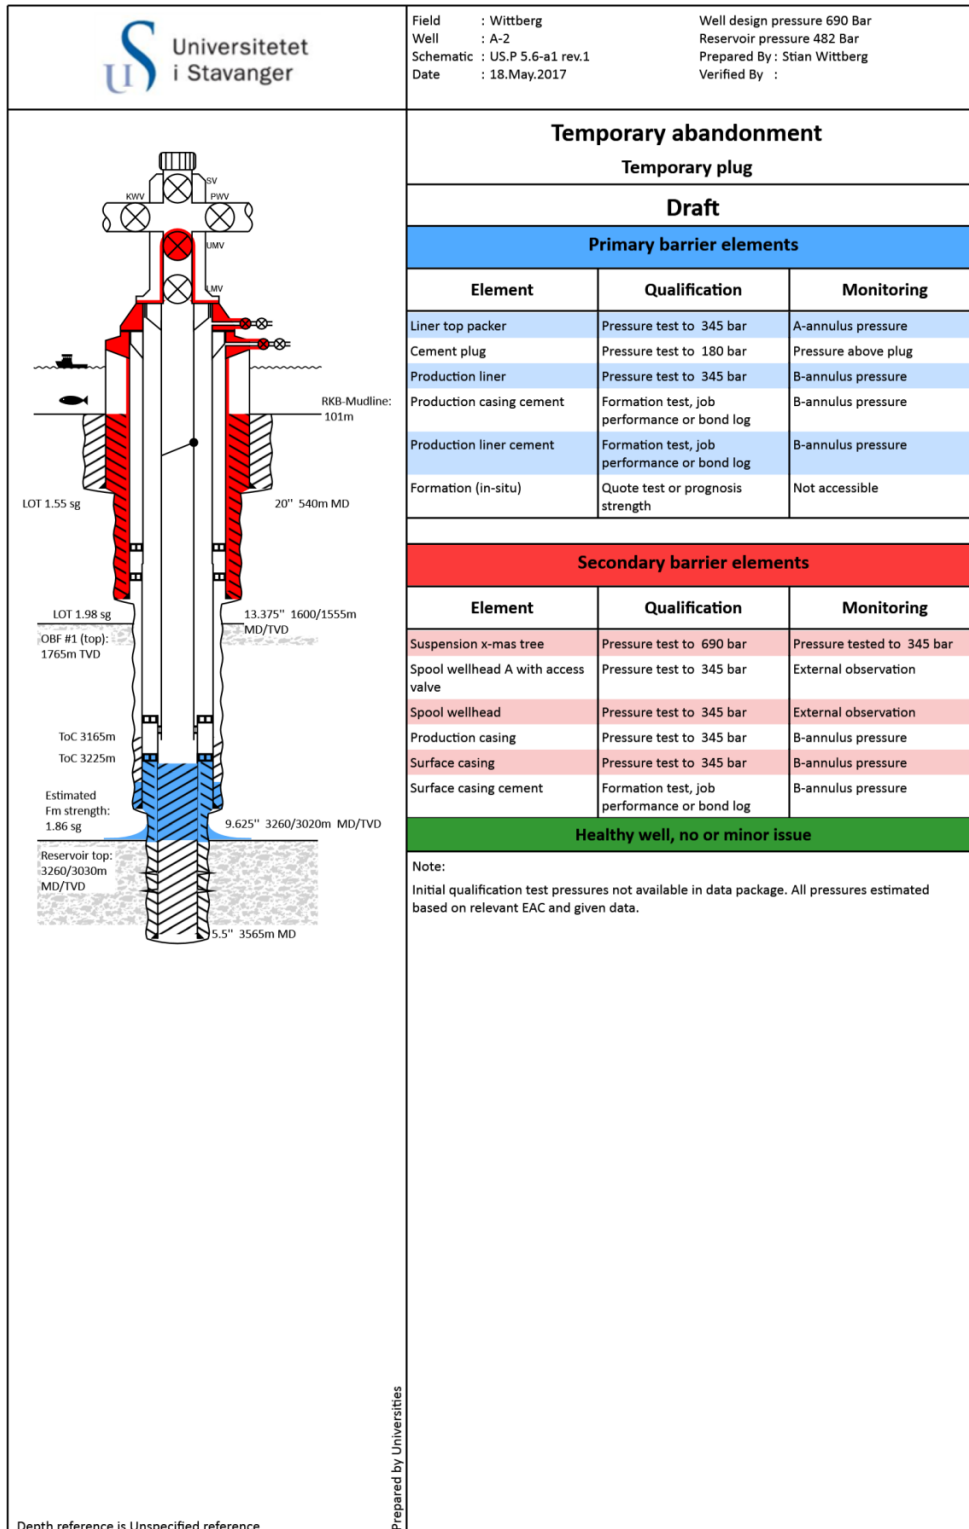 Universitetet
i Stavanger
US
Field : Wittberg
Well : A-2
Schematic : US.P 5.6-a1 rev.1
Date : 18.May.2017
Well design pressure 690 Bar
Reservoir pressure 482 Bar
Prepared By : Stian Wittberg
Verified By :
SV
KWV
PWV
UMV
LMV
RKB-Mudline:
101m
LOT 1.55 sg
20" 540m MD
LOT 1.98 sg
13.375" 1600/1555m
MD/TVD
OBF #1 (top):
1765m TVD
ToC 3165m
ToC 3225m
Estimated
Fm strength:
1.86 sg
9.625" 3260/3020m MD/TVD
Reservoir top:
3260/3030m
MD/TVD
5.5" 3565m MD
Depth reference is Unspecified reference
Prepared by Universities
Temporary abandonment
Temporary plug
Draft
Primary barrier elements
Element Qualification Monitoring
Liner top packer Pressure test to 345 bar A-annulus pressure
Cement plug Pressure test to 180 bar Pressure above plug
Production liner Pressure test to 345 bar B-annulus pressure
Production casing cement Formation test, job B-annulus pressure
performance or bond log
Production liner cement Formation test, job B-annulus pressure
performance or bond log
Formation (in-situ) Quote test or prognosis Not accessible
strength
Secondary barrier elements
Element Qualification Monitoring
Suspension x-mas tree Pressure test to 690 bar Pressure tested to 345 bar
Spool wellhead A with access Pressure test to 345 bar External observation
valve
Spool wellhead Pressure test to 345 bar External observation
Production casing Pressure test to 345 bar B-annulus pressure
Surface casing Pressure test to 345 bar B-annulus pressure
Surface casing cement Formation test, job B-annulus pressure
performance or bond log
Healthy well, no or minor issue
Note:
Initial qualification test pressures not available in data package. All pressures estimated
based on relevant EAC and given data.